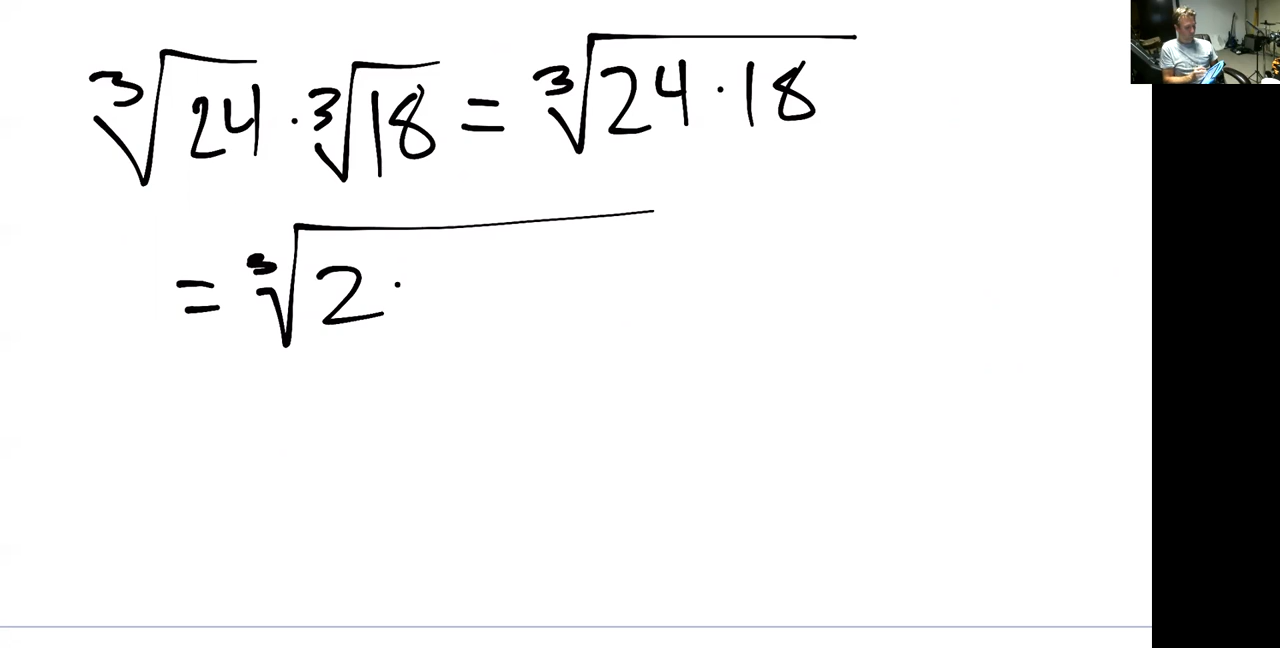 ∛24 · ∛18 = ∛24 · 18
= ∛2 ·